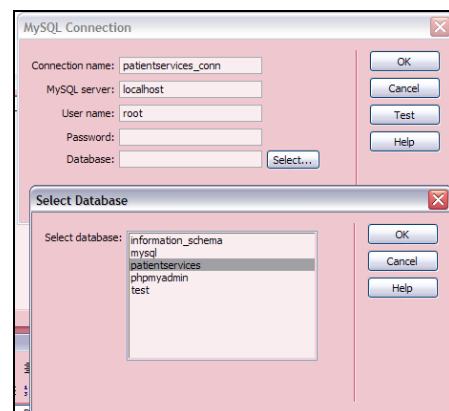 MySQL Connection
Connection name: patientservices_conn
MySQL server: localhost
User name: root
Password:
Database:
Select...
OK
Cancel
Test
Help
Select Database
Select database:
information_schema
mysql
patientservices
phpmyadmin
test
OK
Cancel
Help